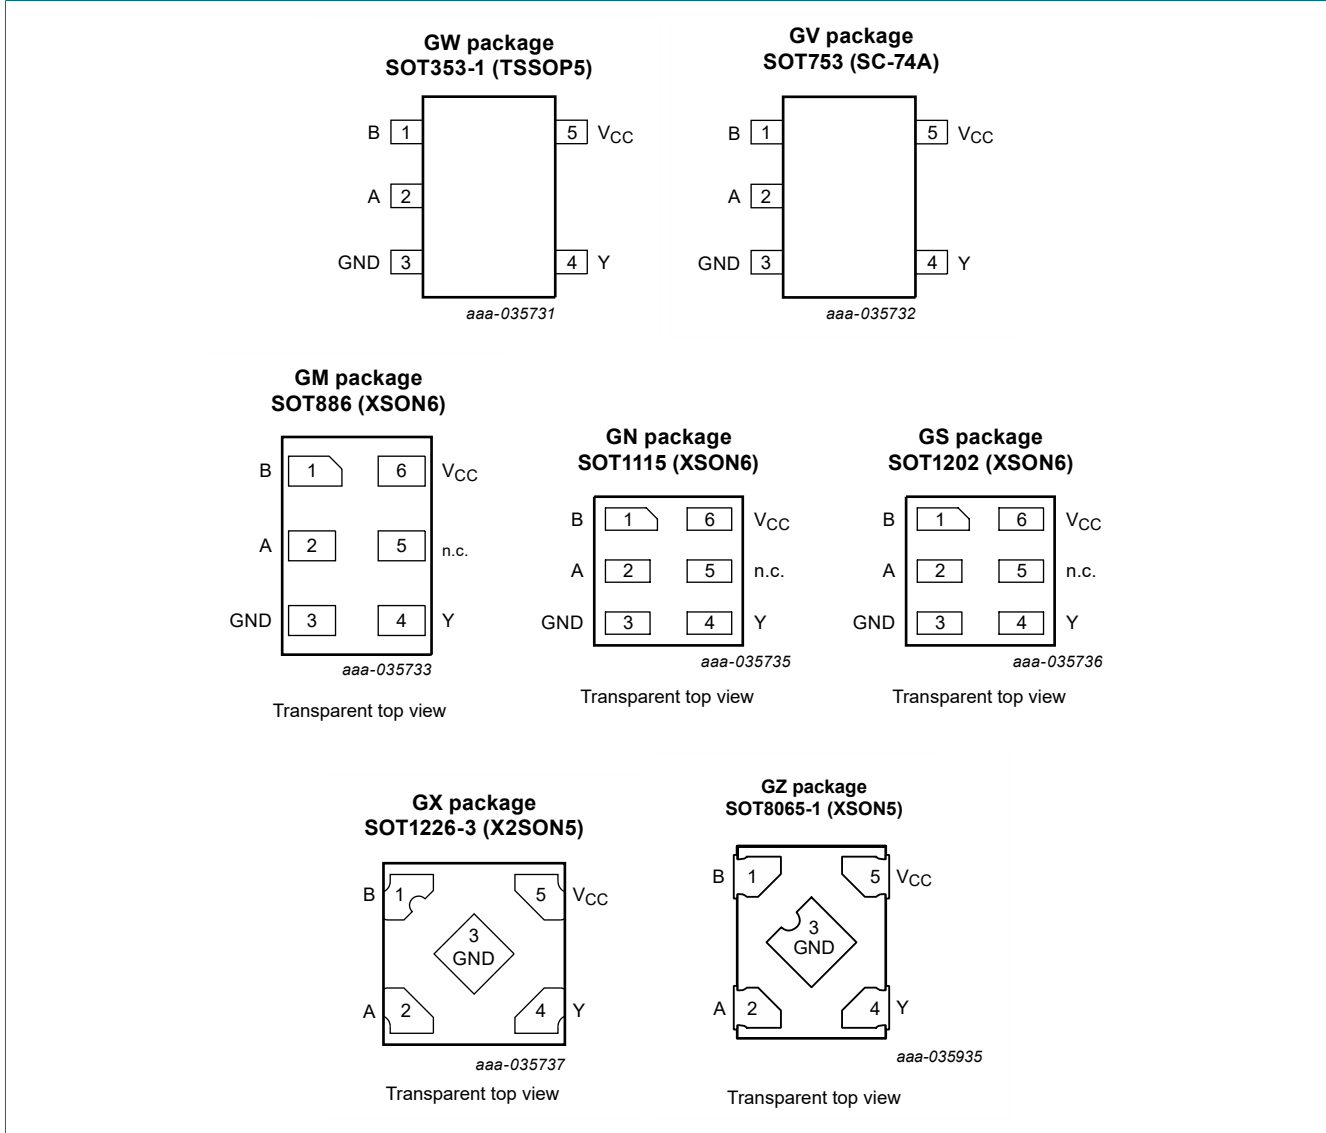 GW package
SOT353-1 (TSSOP5)
B 1 5 VCC
A 2
GND 3 4 Y
aaa-035731
GV package
SOT753 (SC-74A)
B 1 5 VCC
A 2
GND 3 4 Y
aaa-035732
GM package
SOT886 (XSON6)
B 1 6 VCC
A 2 5 n.c.
GND 3 4 Y
aaa-035733
Transparent top view
GN package
SOT1115 (XSON6)
B 1 6 VCC
A 2 5 n.c.
GND 3 4 Y
aaa-035735
Transparent top view
GS package
SOT1202 (XSON6)
B 1 6 VCC
A 2 5 n.c.
GND 3 4 Y
aaa-035736
Transparent top view
GX package
SOT1226-3 (X2SON5)
B 1 5 VCC
3
GND
A 2 4 Y
aaa-035737
Transparent top view
GZ package
SOT8065-1 (XSON5)
B 1 5 VCC
3
GND
A 2 4 Y
aaa-035935
Transparent top view